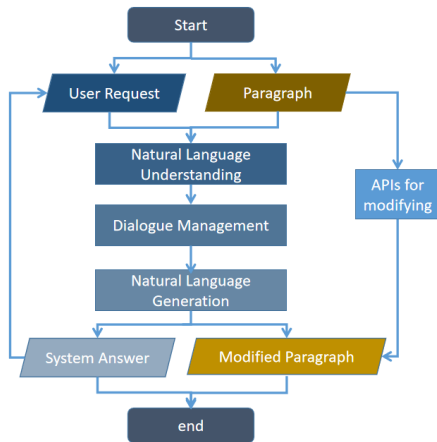 Start
User Request
Paragraph
Natural Language
Understanding
APIs for
modifying
Dialogue Management
Natural Language
Generation
System Answer
Modified Paragraph
end